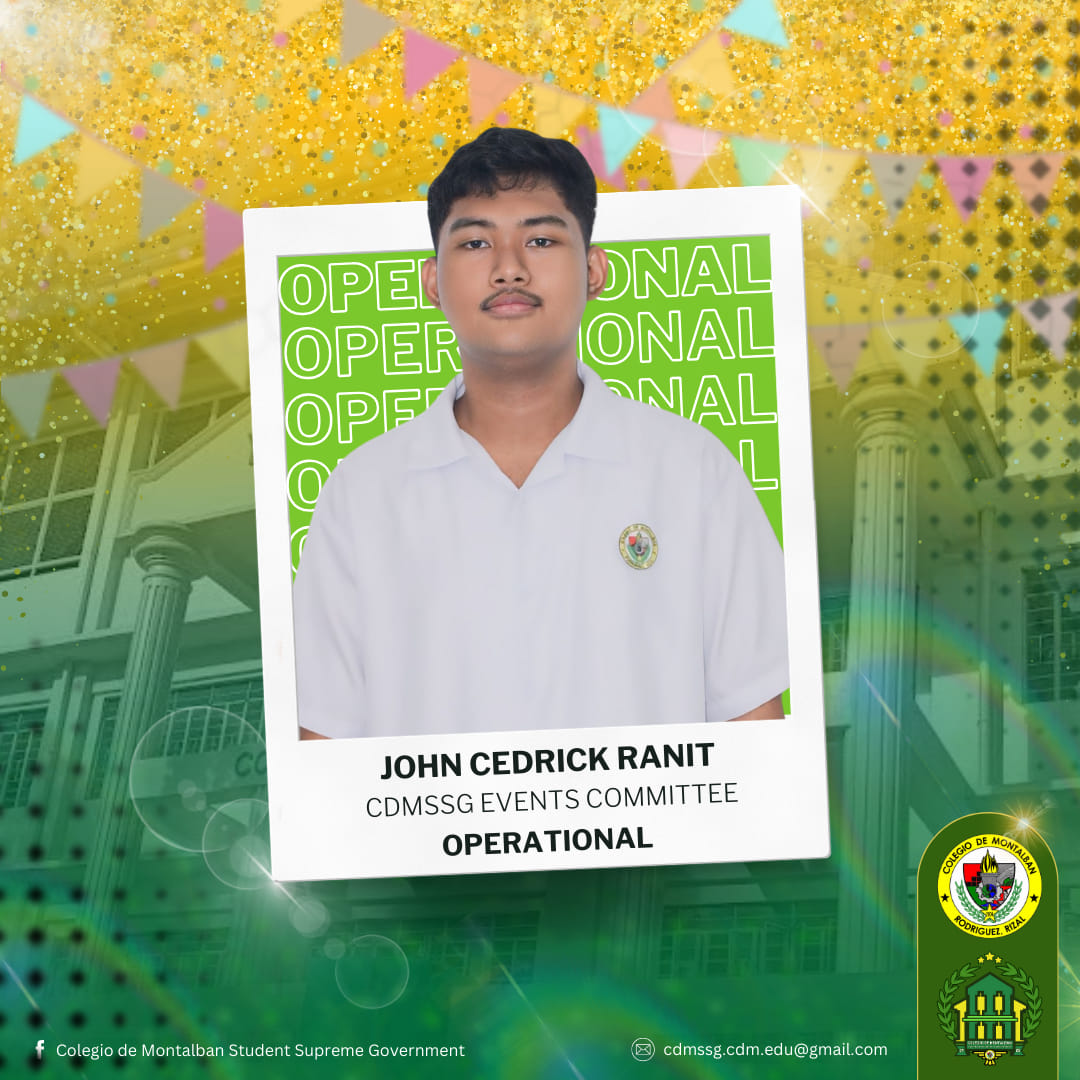 OPERATIONAL
OPERATIONAL
OPERATIONAL
JOHN CEDRICK RANIT
CDMSSG EVENTS COMMITTEE
OPERATIONAL
COLEGIO DE MONTALBAN
RODRIGUEZ, RIZAL
Colegio de Montalban Student Supreme Government
cdmssg.cdm.edu@gmail.com